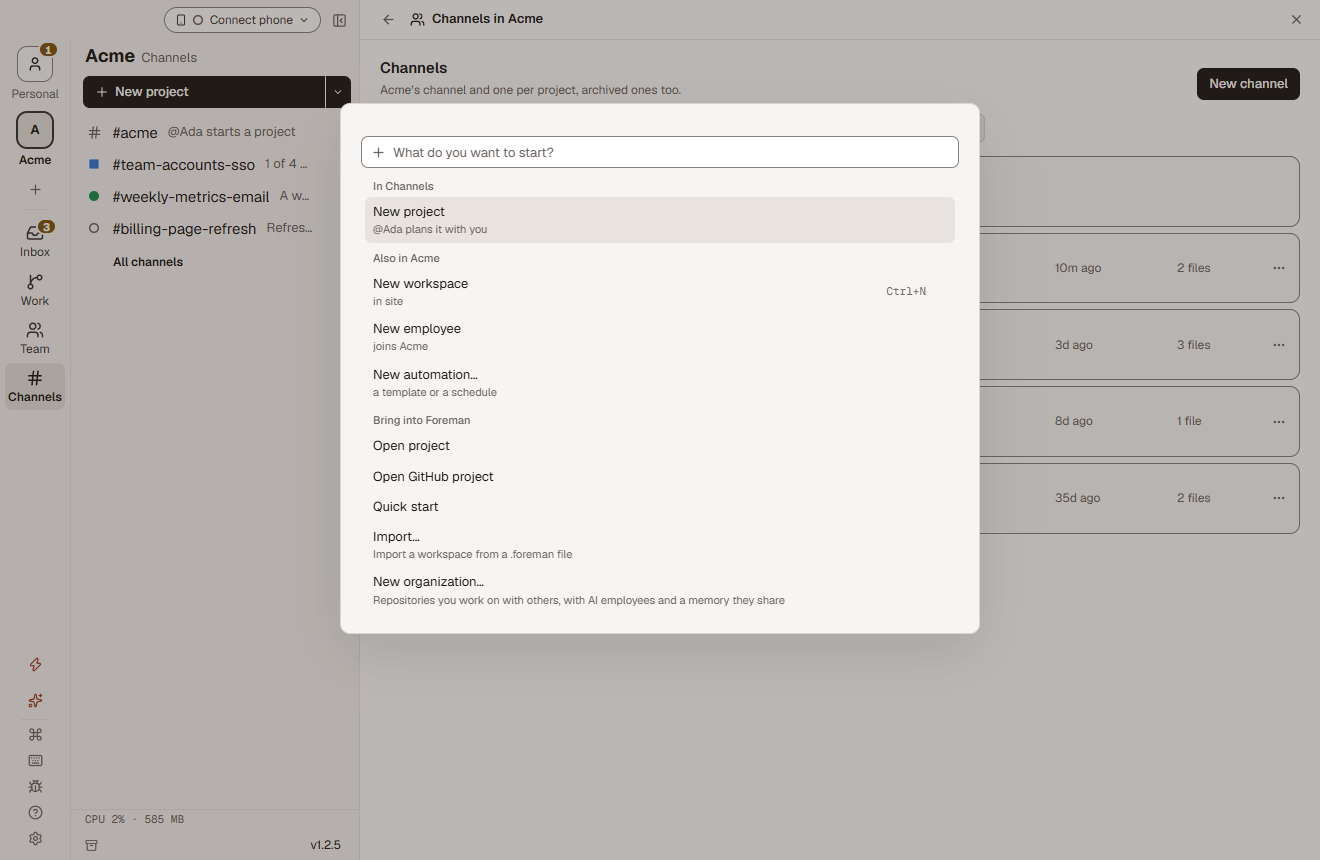 Connect phone
Channels in Acme
1
Personal
A
Acme
Acme Channels
New project
#acme @Ada starts a project
#team-accounts-sso 1 of 4 ...
#weekly-metrics-email A w...
#billing-page-refresh Refres...
All channels
3
Inbox
Work
Team
Channels
CPU 2% · 585 MB
v1.2.5
Channels
Acme's channel and one per project, archived ones too.
New channel
10m ago 2 files
3d ago 3 files
8d ago 1 file
35d ago 2 files
What do you want to start?
In Channels
New project
@Ada plans it with you
Also in Acme
New workspace
in site
Ctrl+N
New employee
joins Acme
New automation...
a template or a schedule
Bring into Foreman
Open project
Open GitHub project
Quick start
Import...
Import a workspace from a .foreman file
New organization...
Repositories you work on with others, with AI employees and a memory they share